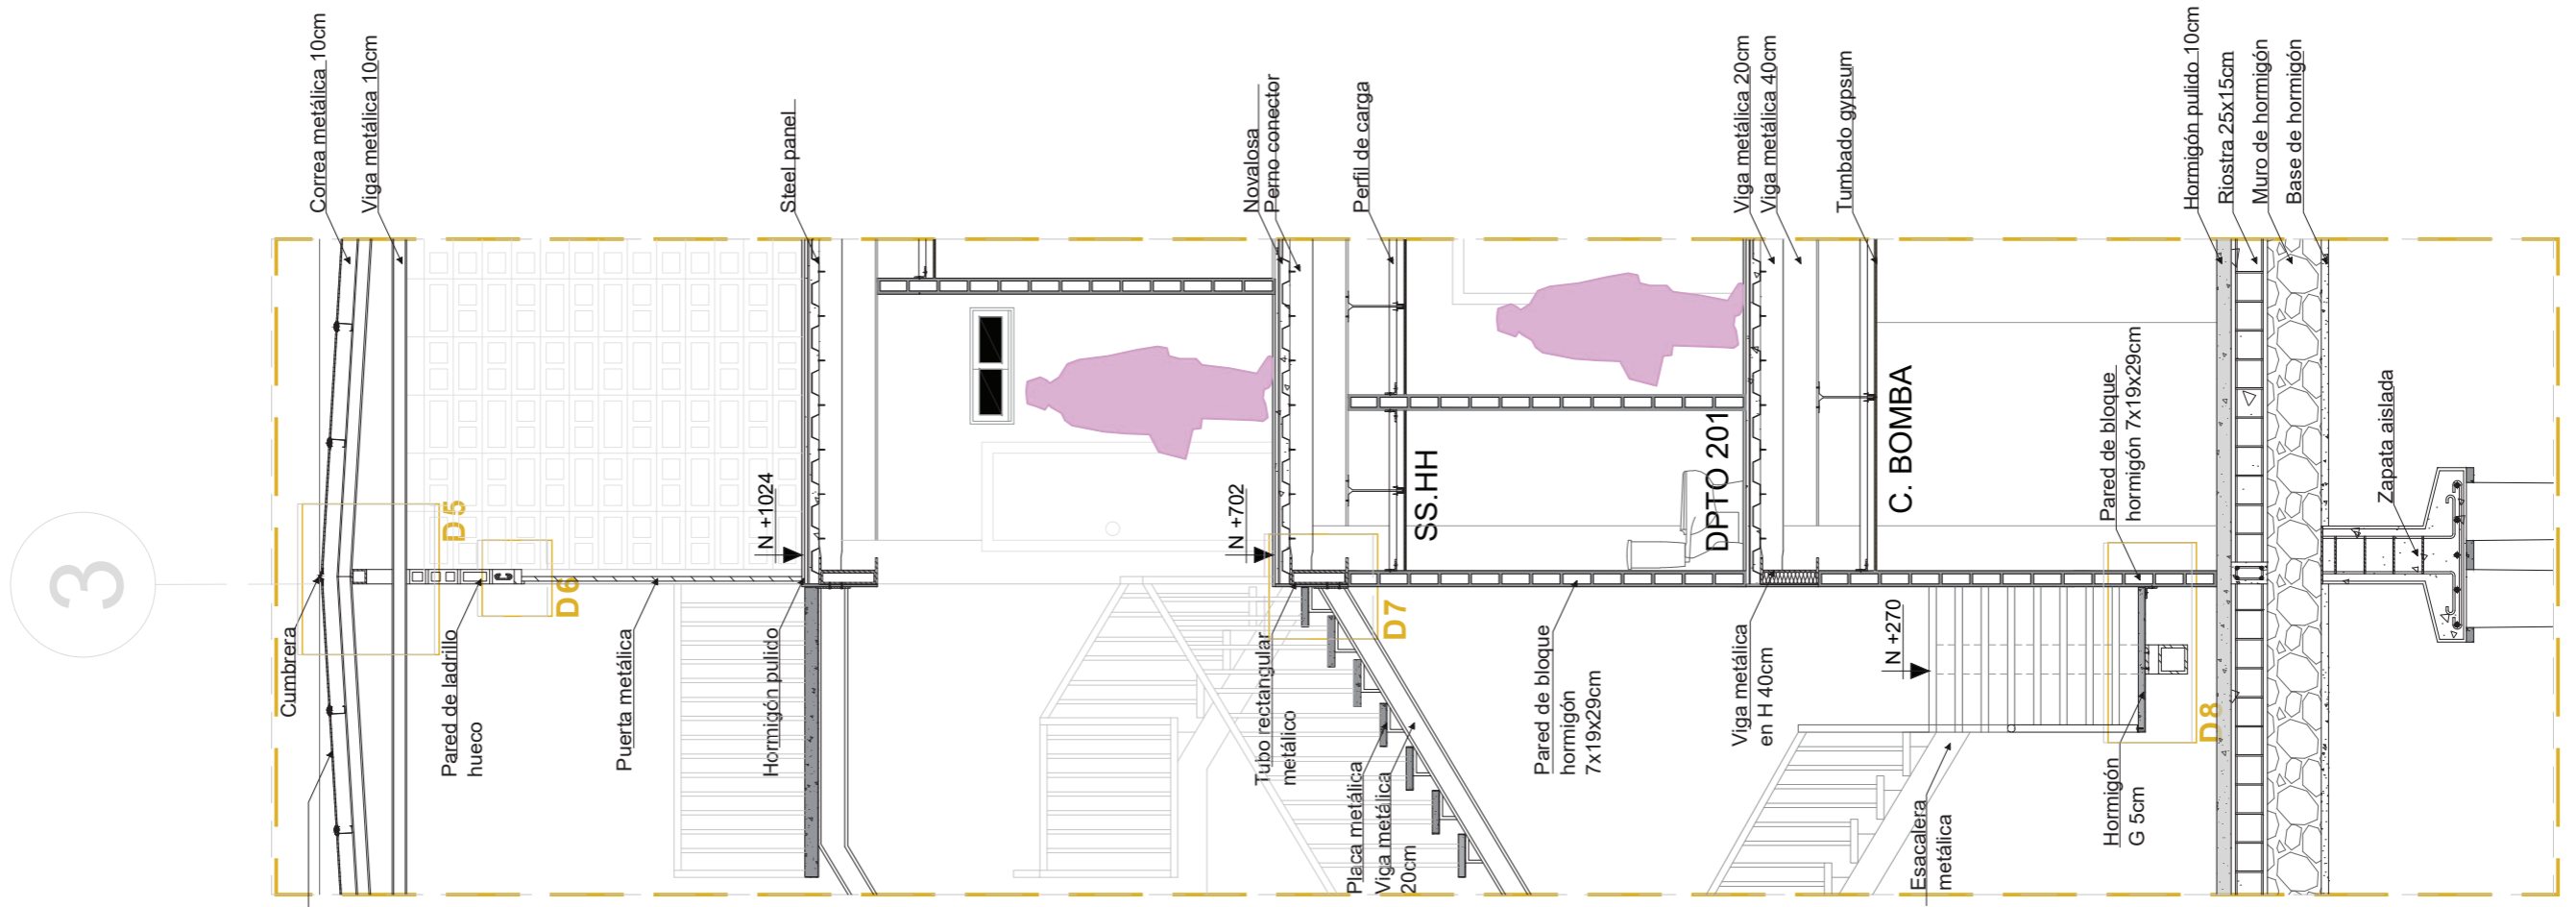 3
Correa metálica 10cm
Viga metálica 10cm
Steel panel
Novalosa
Perno conector
Perfil de carga
Viga metálica 20cm
Viga metálica 40cm
Tumbado gypsum
Hormigón pulido 10cm
Riostra 25x15cm
Muro de hormigón
Base de hormigón
D5
D6
N +1024
N +702
D7
SS.HH
DPTO 201
C. BOMBA
Pared de bloque
hormigón 7x19x29cm
Zapata aislada
N +270
D8
Cumbrera
Pared de ladrillo
hueco
C
Puerta metálica
Hormigón pulido
Tubo rectangular
metálico
Placa metálica
Viga metálica
20cm
Pared de bloque
hormigón
7x19x29cm
Viga metálica
en H 40cm
Esacalera
metálica
Hormigón
G 5cm